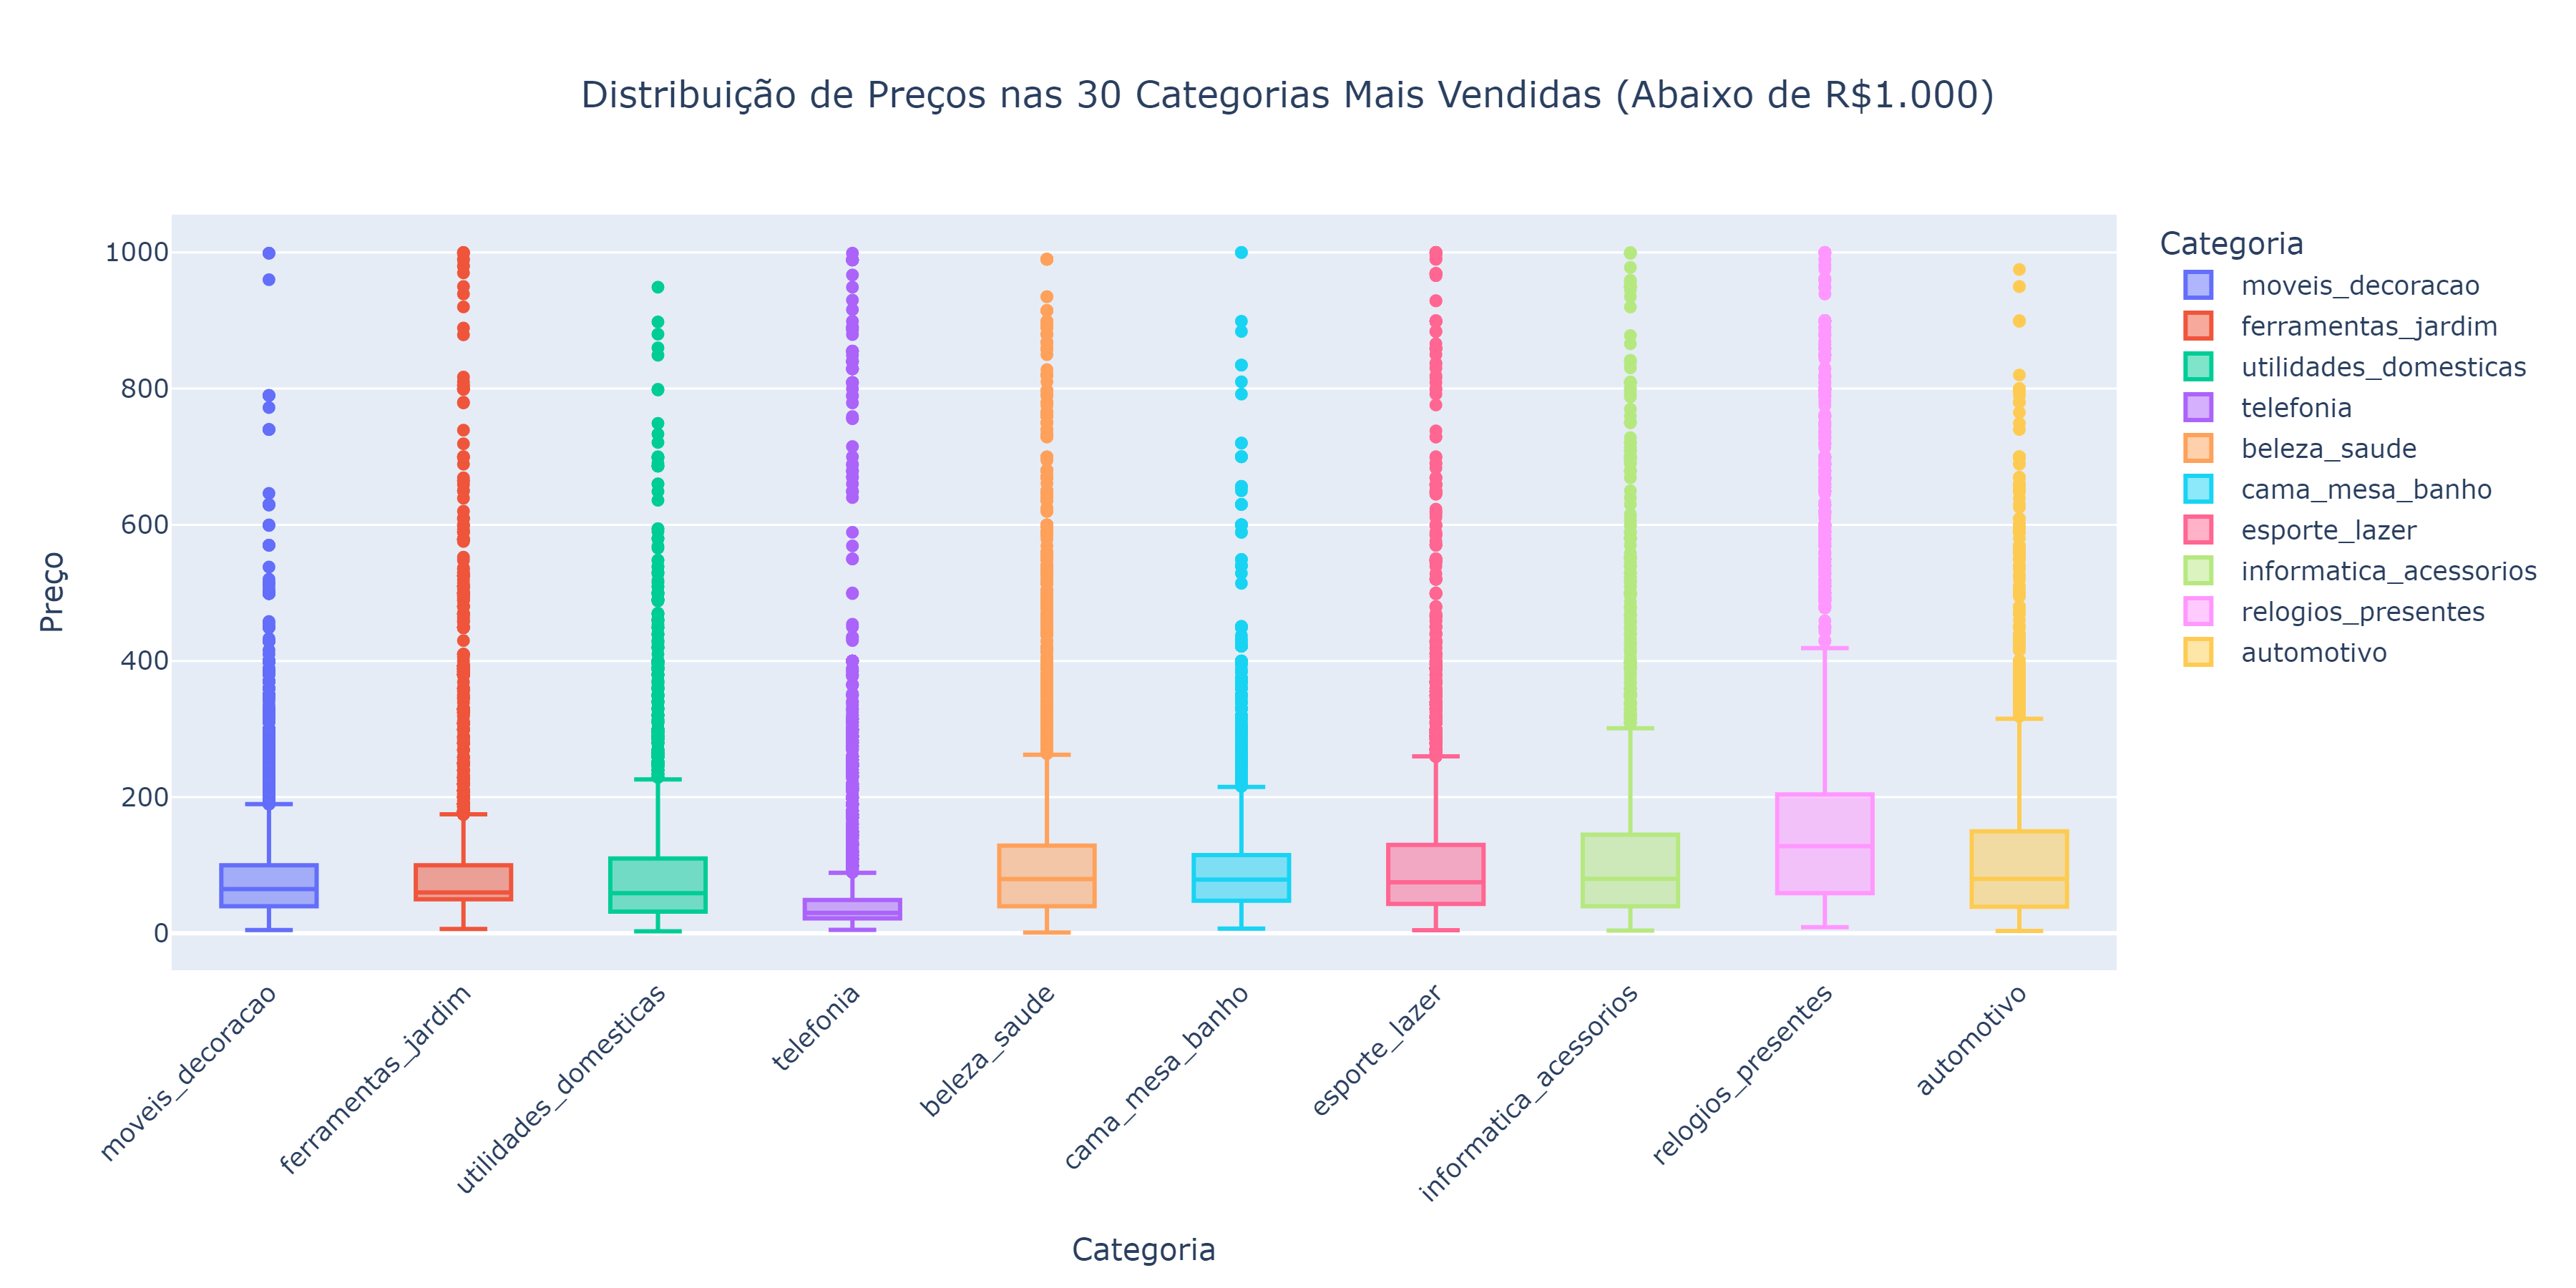 Distribuição de Preços nas 30 Categorias Mais Vendidas (Abaixo de R$1.000)
Preço
1000
800
600
400
200
0
moveis_decoracao
ferramentas_jardim
utilidades_domesticas
telefonia
beleza_saude
cama_mesa_banho
esporte_lazer
informatica_acessorios
relogios_presentes
automotivo
Categoria
Categoria
moveis_decoracao
ferramentas_jardim
utilidades_domesticas
telefonia
beleza_saude
cama_mesa_banho
esporte_lazer
informatica_acessorios
relogios_presentes
automotivo